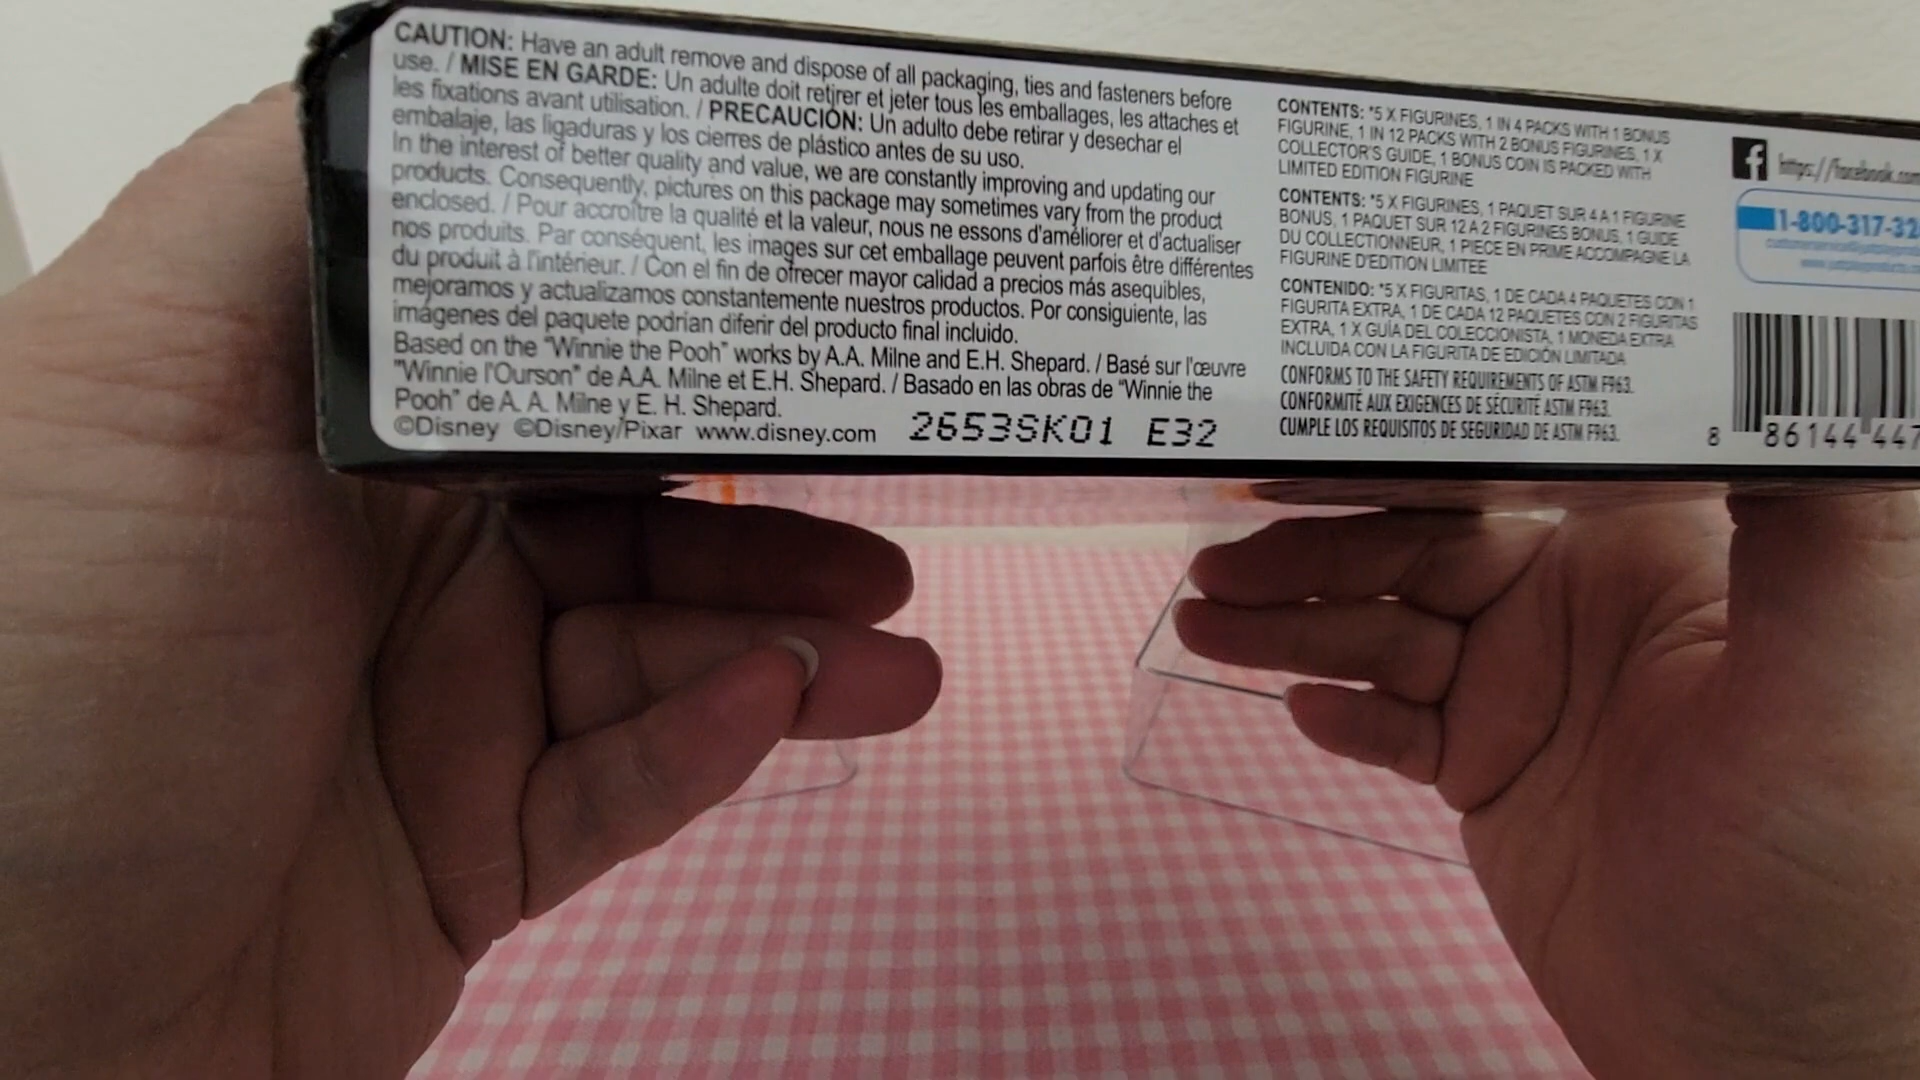 CAUTION: Have an adult remove and dispose of all packaging, ties and fasteners before
use. / MISE EN GARDE: Un adulte doit retirer et jeter tous les emballages, les attaches et
les fixations avant utilisation. / PRECAUCIÓN: Un adulto debe retirar y desechar el
embalaje, las ligaduras y los cierres de plástico antes de su uso.
In the interest of better quality and value, we are constantly improving and updating our
products. Consequently, pictures on this package may sometimes vary from the product
enclosed. / Pour accroître la qualité et la valeur, nous ne essons d'améliorer et d'actualiser
nos produits. Par conséquent, les images sur cet emballage peuvent parfois être différentes
du produit à l'intérieur. / Con el fin de ofrecer mayor calidad a precios más asequibles,
mejoramos y actualizamos constantemente nuestros productos. Por consiguiente, las
imágenes del paquete podrían diferir del producto final incluido.
Based on the "Winnie the Pooh" works by A.A. Milne and E.H. Shepard. / Basé sur l'œuvre
"Winnie l'Ourson" de A.A. Milne et E.H. Shepard. / Basado en las obras de "Winnie the
Pooh" de A. A. Milne y E. H. Shepard.
©Disney ©Disney/Pixar www.disney.com 2653SK01 E32
CONTENTS: *5 X FIGURINES, 1 IN 4 PACKS WITH 1 BONUS
FIGURINE, 1 IN 12 PACKS WITH 2 BONUS FIGURINES, 1 X
COLLECTOR'S GUIDE, 1 BONUS COIN IS PACKED WITH
LIMITED EDITION FIGURINE
CONTENTS: *5 X FIGURINES, 1 PAQUET SUR 4 A 1 FIGURINE
BONUS, 1 PAQUET SUR 12 A 2 FIGURINES BONUS, 1 GUIDE
DU COLLECTIONNEUR, 1 PIECE EN PRIME ACCOMPAGNE LA
FIGURINE D'EDITION LIMITEE
CONTENIDO: *5 X FIGURITAS, 1 DE CADA 4 PAQUETES CON 1
FIGURITA EXTRA, 1 DE CADA 12 PAQUETES CON 2 FIGURITAS
EXTRA, 1 X GUÍA DEL COLECCIONISTA, 1 MONEDA EXTRA
INCLUIDA CON LA FIGURITA DE EDICIÓN LIMITADA
CONFORMS TO THE SAFETY REQUIREMENTS OF ASTM F963.
CONFORMITÉ AUX EXIGENCES DE SÉCURITÉ ASTM F963.
CUMPLE LOS REQUISITOS DE SEGURIDAD DE ASTM F963.
f https://facebook.com
1-800-317-32
8 86144 447